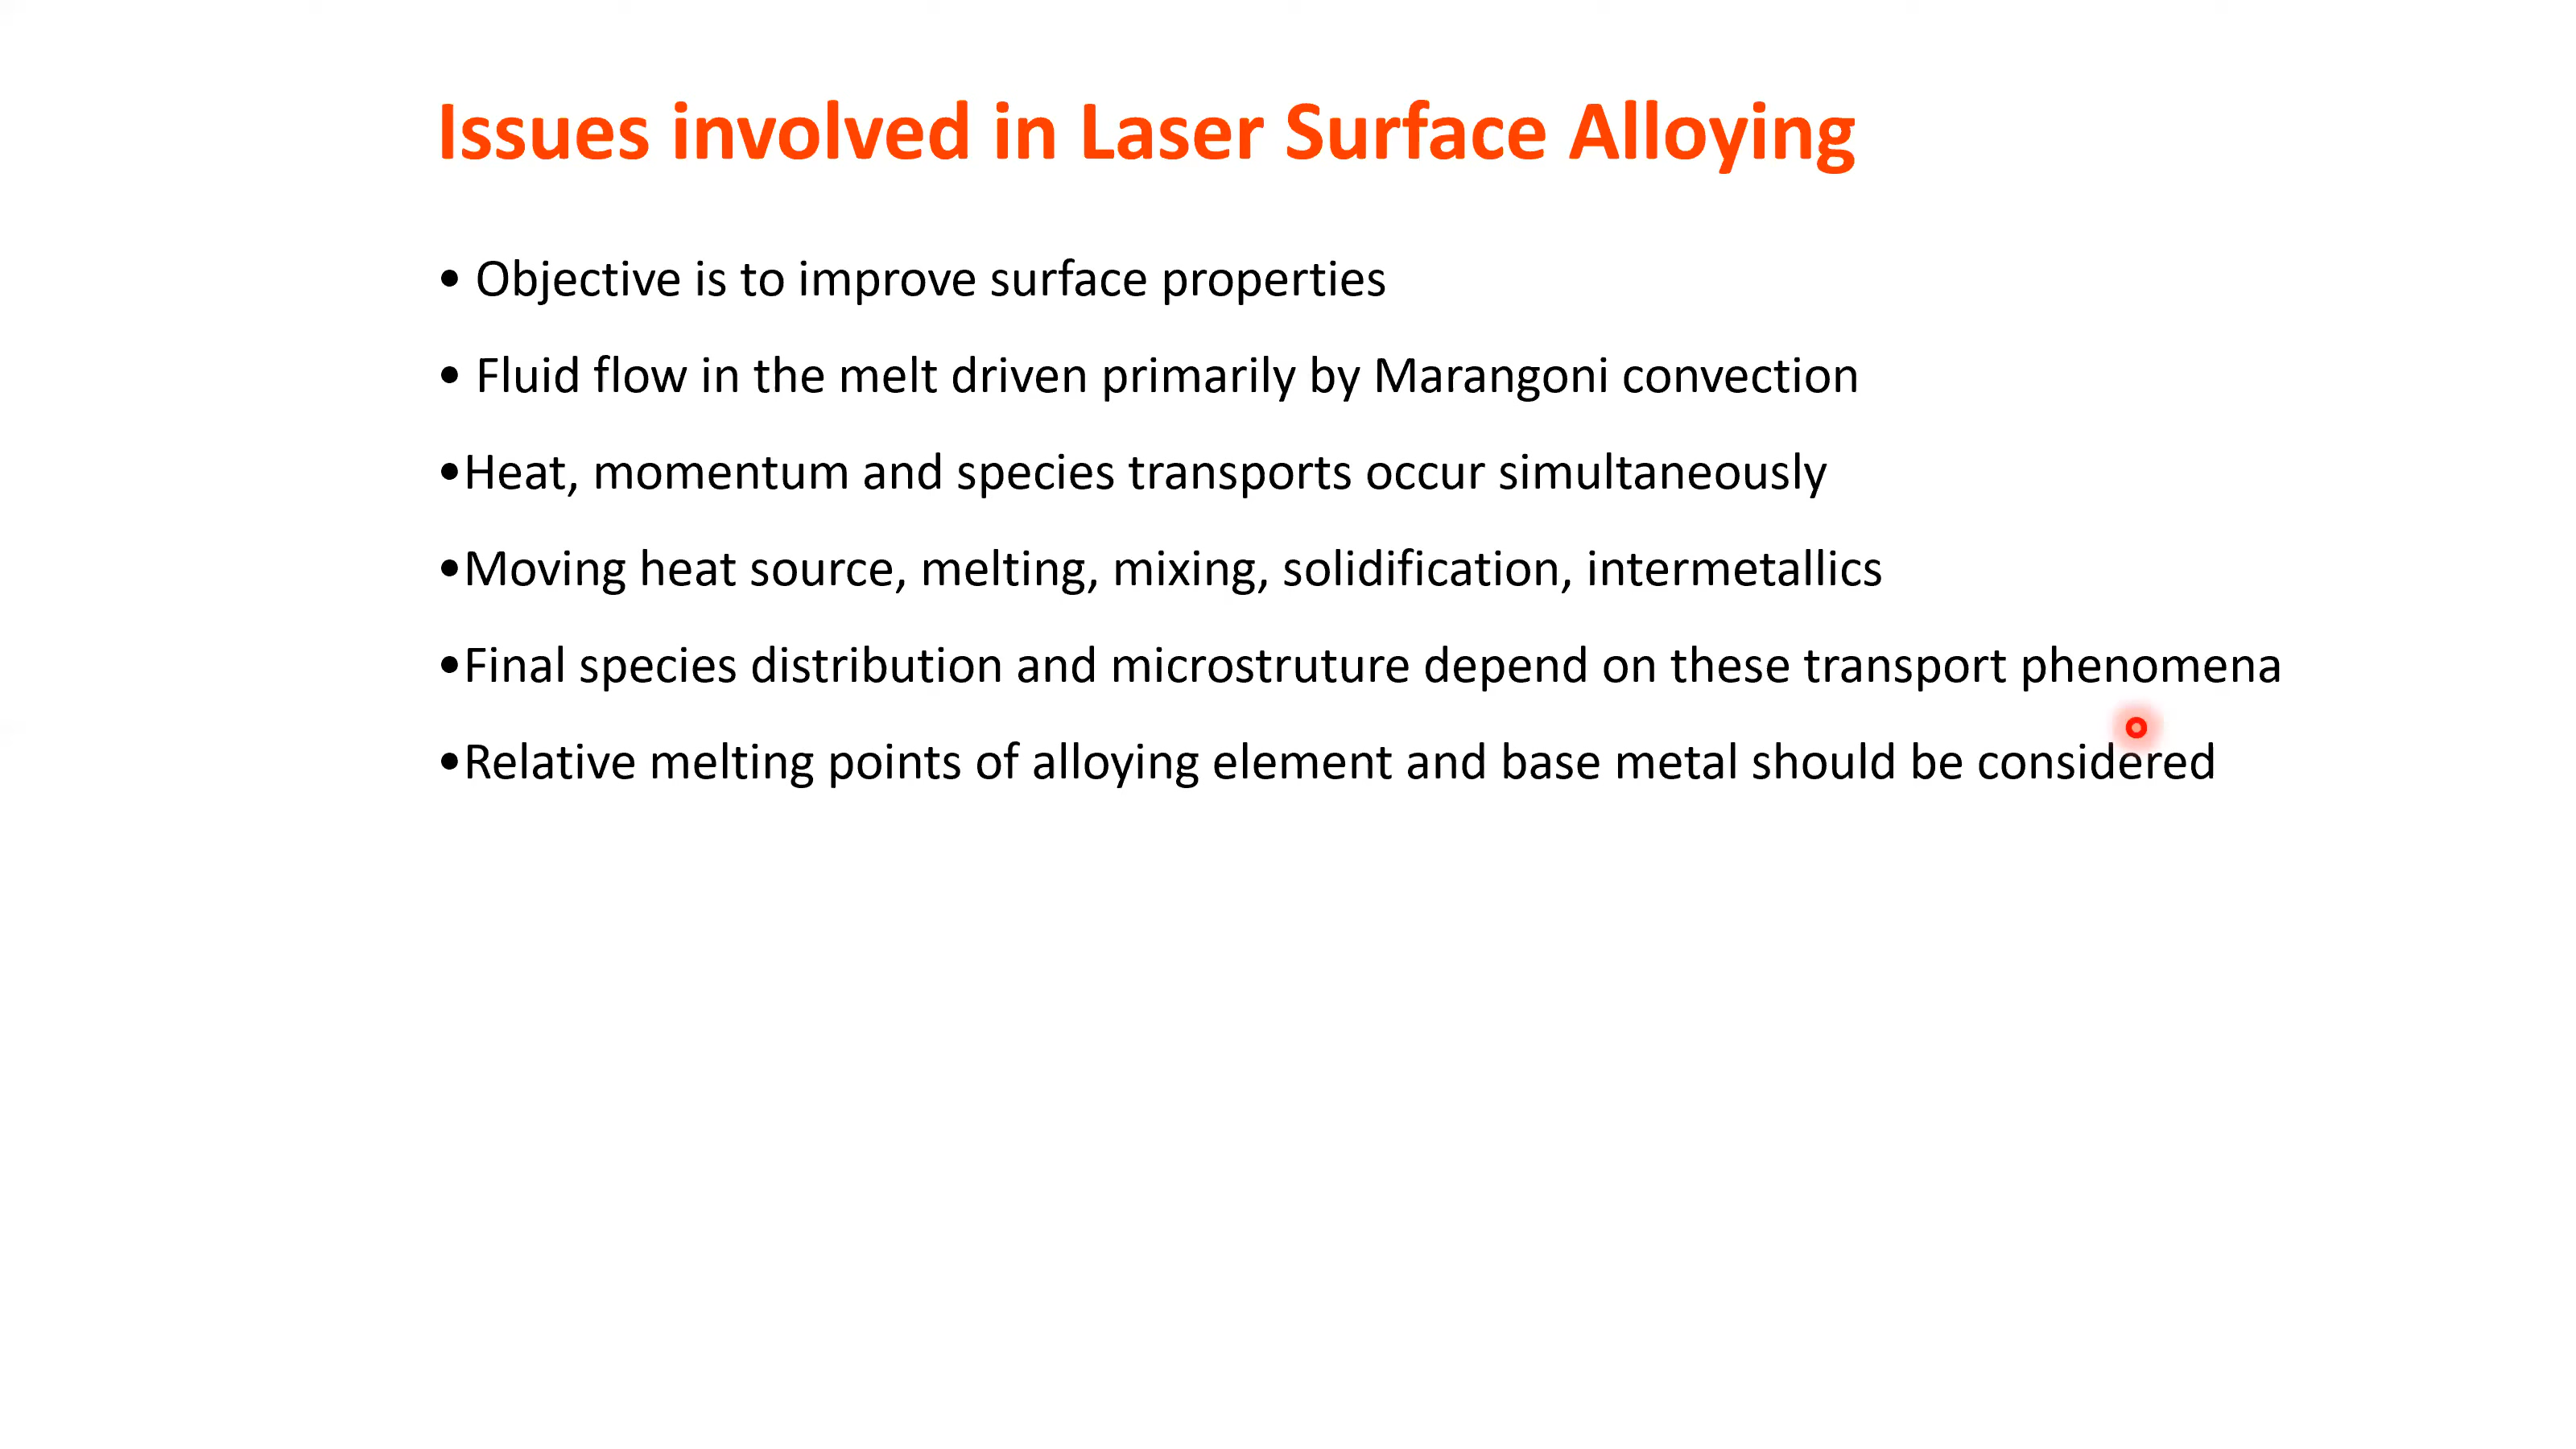 Issues involved in Laser Surface Alloying
• Objective is to improve surface properties
• Fluid flow in the melt driven primarily by Marangoni convection
•Heat, momentum and species transports occur simultaneously
•Moving heat source, melting, mixing, solidification, intermetallics
•Final species distribution and microstruture depend on these transport phenomena
•Relative melting points of alloying element and base metal should be considered